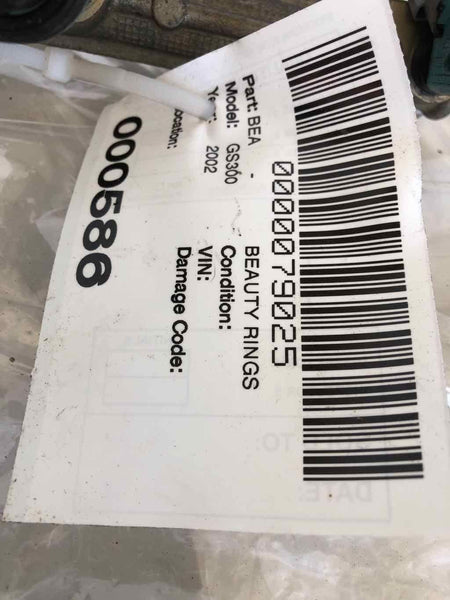 0000079025
Part: BEA - BEAUTY RINGS
Model: GS300 Condition:
Year: 2002 VIN:
Location: Damage Code:
000586
DATE: